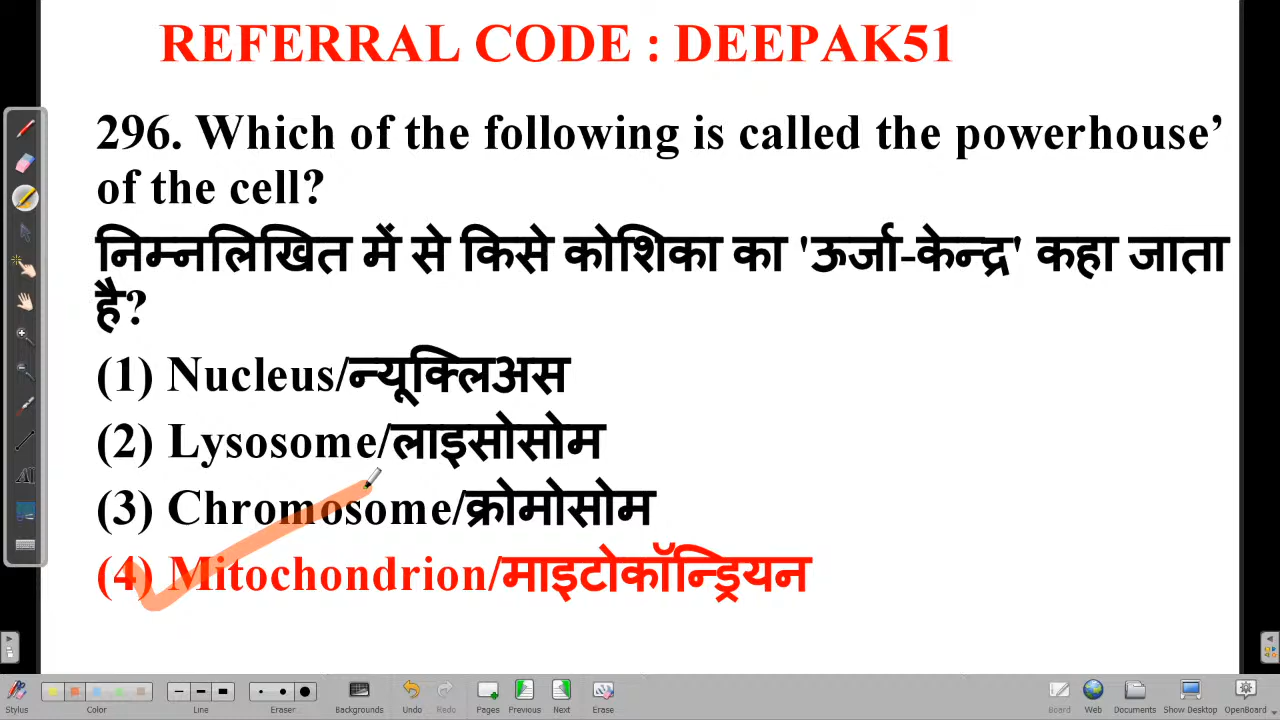 REFERRAL CODE : DEEPAK51
296. Which of the following is called the powerhouse’
of the cell?
निम्नलिखित में से किसे कोशिका का 'ऊर्जा-केन्द्र' कहा जाता
है?
(1) Nucleus/न्यूक्लिअस
(2) Lysosome/लाइसोसोम
(3) Chromosome/क्रोमोसोम
(4) Mitochondrion/माइटोकॉन्ड्रियन
Stylus Color Line Eraser Backgrounds Undo Redo Pages Previous Next Erase Board Web Documents Show Desktop OpenBoard